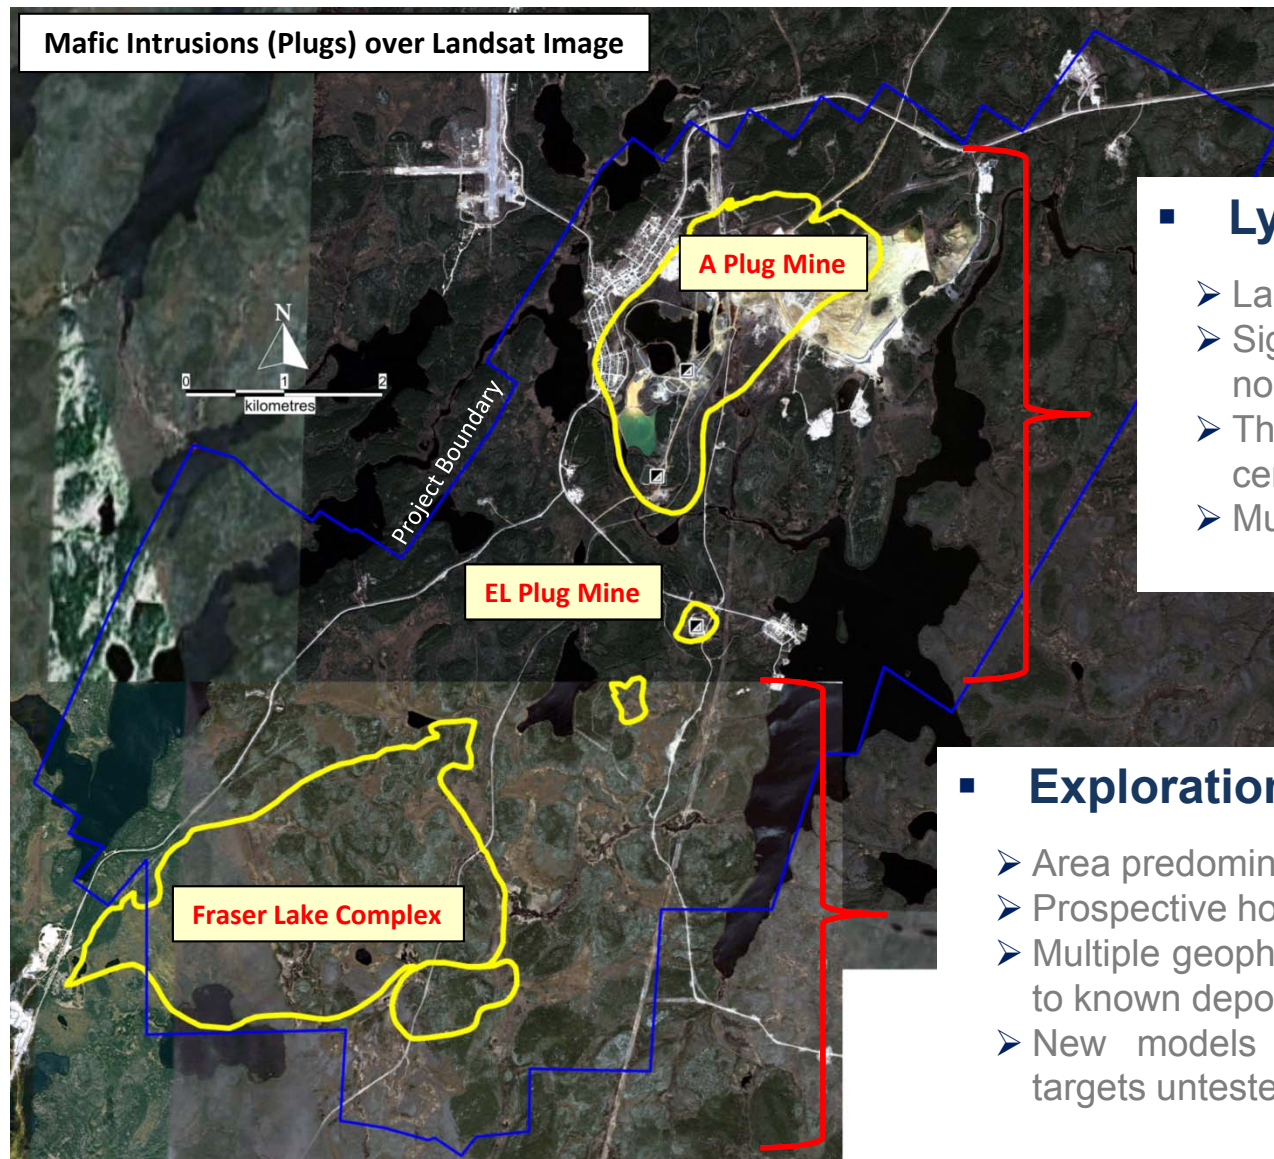 Mafic Intrusions (Plugs) over Landsat Image
A Plug Mine
N
0 1 2
kilometres
Project Boundary
EL Plug Mine
Fraser Lake Complex
▪ Ly
➢ La
➢ Sig
no
➢ Th
cer
➢ Mu
▪ Exploration
➢ Area predomin
➢ Prospective ho
➢ Multiple geoph
to known depo
➢ New models
targets unteste